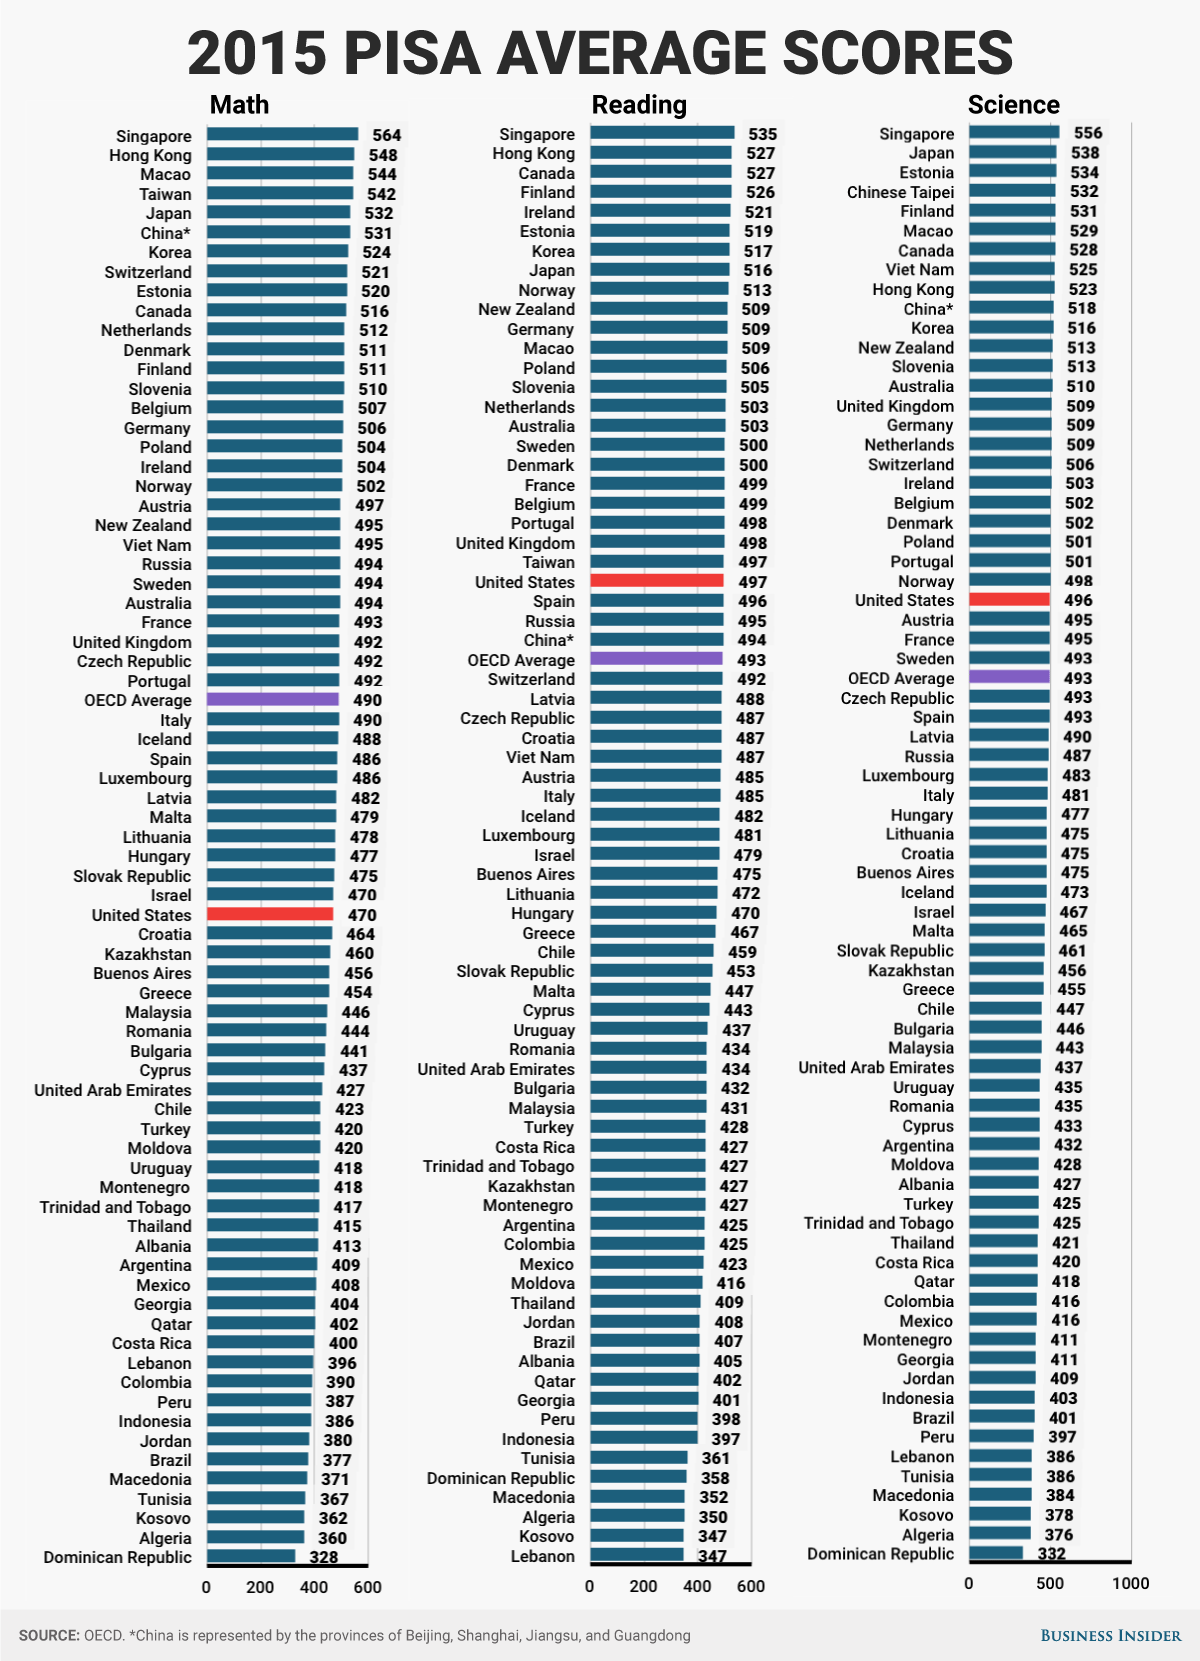 2015 PISA AVERAGE SCORES
Math
Singapore 564
Hong Kong 548
Macao 544
Taiwan 542
Japan 532
China* 531
Korea 524
Switzerland 521
Estonia 520
Canada 516
Netherlands 512
Denmark 511
Finland 511
Slovenia 510
Belgium 507
Germany 506
Poland 504
Ireland 504
Norway 502
Austria 497
New Zealand 495
Viet Nam 495
Russia 494
Sweden 494
Australia 494
France 493
United Kingdom 492
Czech Republic 492
Portugal 492
OECD Average 490
Italy 490
Iceland 488
Spain 486
Luxembourg 486
Latvia 482
Malta 479
Lithuania 478
Hungary 477
Slovak Republic 475
Israel 470
United States 470
Croatia 464
Kazakhstan 460
Buenos Aires 456
Greece 454
Malaysia 446
Romania 444
Bulgaria 441
Cyprus 437
United Arab Emirates 427
Chile 423
Turkey 420
Moldova 420
Uruguay 418
Montenegro 418
Trinidad and Tobago 417
Thailand 415
Albania 413
Argentina 409
Mexico 408
Georgia 404
Qatar 402
Costa Rica 400
Lebanon 396
Colombia 390
Peru 387
Indonesia 386
Jordan 380
Brazil 377
Macedonia 371
Tunisia 367
Kosovo 362
Algeria 360
Dominican Republic 328
0 200 400 600
Reading
Singapore 535
Hong Kong 527
Canada 527
Finland 526
Ireland 521
Estonia 519
Korea 517
Japan 516
Norway 513
New Zealand 509
Germany 509
Macao 509
Poland 506
Slovenia 505
Netherlands 503
Australia 503
Sweden 500
Denmark 500
France 499
Belgium 499
Portugal 498
United Kingdom 498
Taiwan 497
United States 497
Spain 496
Russia 495
China* 494
OECD Average 493
Switzerland 492
Latvia 488
Czech Republic 487
Croatia 487
Viet Nam 487
Austria 485
Italy 485
Iceland 482
Luxembourg 481
Israel 479
Buenos Aires 475
Lithuania 472
Hungary 470
Greece 467
Chile 459
Slovak Republic 453
Malta 447
Cyprus 443
Uruguay 437
Romania 434
United Arab Emirates 434
Bulgaria 432
Malaysia 431
Turkey 428
Costa Rica 427
Trinidad and Tobago 427
Kazakhstan 427
Montenegro 427
Argentina 425
Colombia 425
Mexico 423
Moldova 416
Thailand 409
Jordan 408
Brazil 407
Albania 405
Qatar 402
Georgia 401
Peru 398
Indonesia 397
Tunisia 361
Dominican Republic 358
Macedonia 352
Algeria 350
Kosovo 347
Lebanon 347
0 200 400 600
Science
Singapore 556
Japan 538
Estonia 534
Chinese Taipei 532
Finland 531
Macao 529
Canada 528
Viet Nam 525
Hong Kong 523
China* 518
Korea 516
New Zealand 513
Slovenia 513
Australia 510
United Kingdom 509
Germany 509
Netherlands 509
Switzerland 506
Ireland 503
Belgium 502
Denmark 502
Poland 501
Portugal 501
Norway 498
United States 496
Austria 495
France 495
Sweden 493
OECD Average 493
Czech Republic 493
Spain 493
Latvia 490
Russia 487
Luxembourg 483
Italy 481
Hungary 477
Lithuania 475
Croatia 475
Buenos Aires 475
Iceland 473
Israel 467
Malta 465
Slovak Republic 461
Kazakhstan 456
Greece 455
Chile 447
Bulgaria 446
Malaysia 443
United Arab Emirates 437
Uruguay 435
Romania 435
Cyprus 433
Argentina 432
Moldova 428
Albania 427
Turkey 425
Trinidad and Tobago 425
Thailand 421
Costa Rica 420
Qatar 418
Colombia 416
Mexico 416
Montenegro 411
Georgia 411
Jordan 409
Indonesia 403
Brazil 401
Peru 397
Lebanon 386
Tunisia 386
Macedonia 384
Kosovo 378
Algeria 376
Dominican Republic 332
0 500 1000
SOURCE: OECD. *China is represented by the provinces of Beijing, Shanghai, Jiangsu, and Guangdong
BUSINESS INSIDER